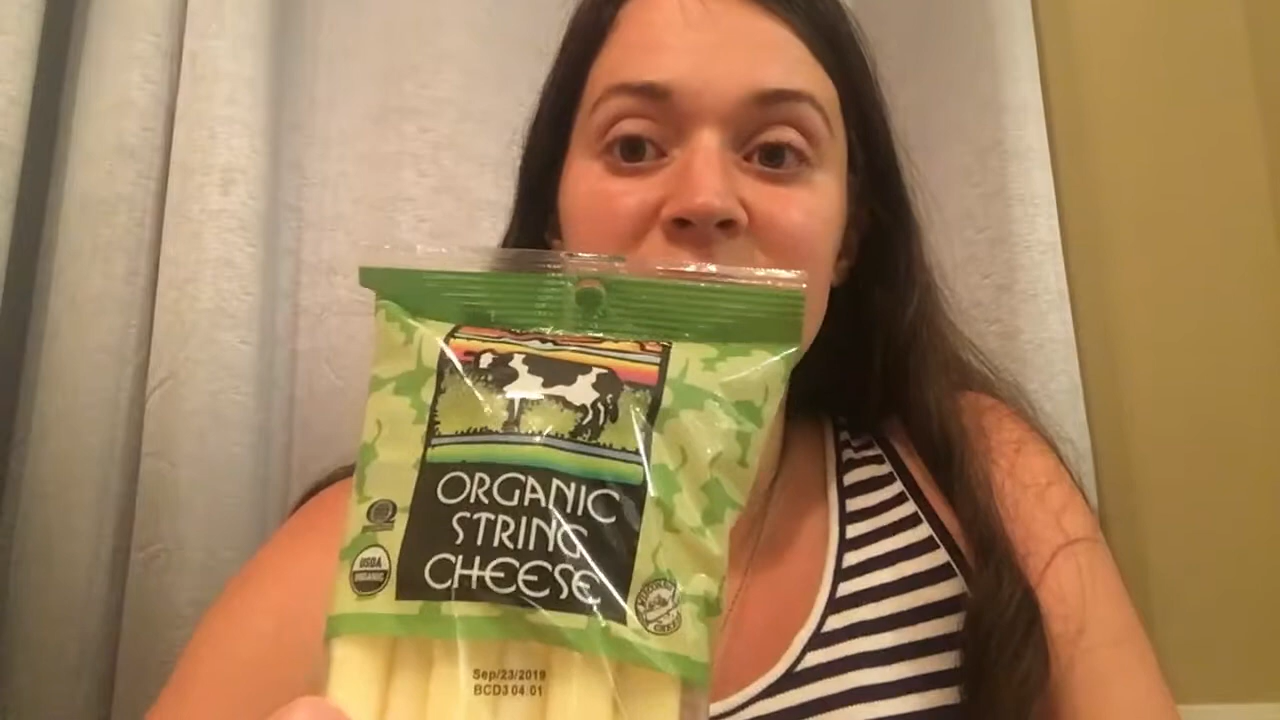 ORGANIC
STRING
CHEESE
USDA
ORGANIC
Sep/23/2019
BCD3 04 01